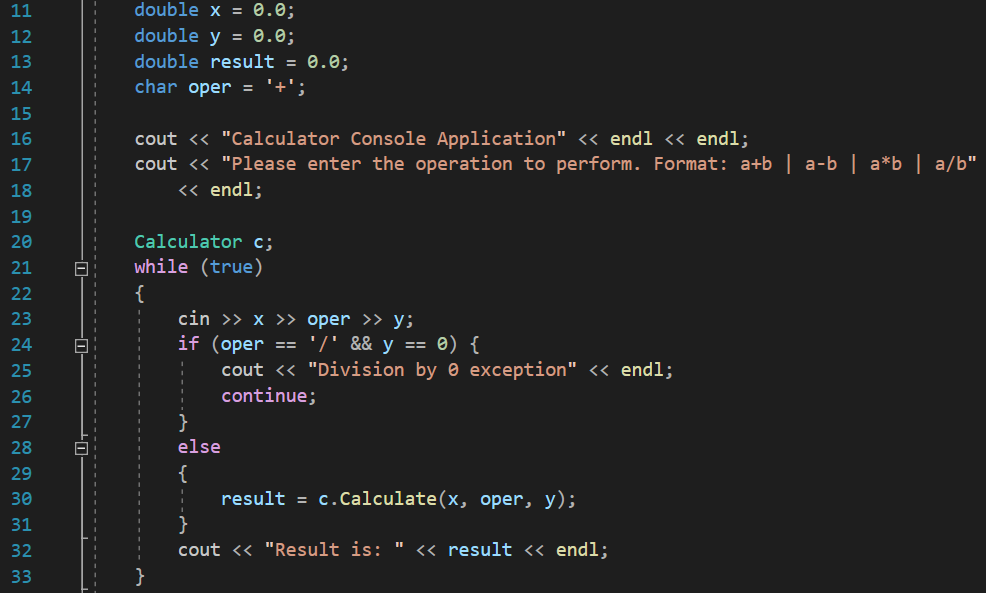 11 double x = 0.0;
12 double y = 0.0;
13 double result = 0.0;
14 char oper = '+';
15
16 cout << "Calculator Console Application" << endl << endl;
17 cout << "Please enter the operation to perform. Format: a+b | a-b | a*b | a/b"
18 << endl;
19
20 Calculator c;
21 while (true)
22 {
23 cin >> x >> oper >> y;
24 if (oper == '/' && y == 0) {
25 cout << "Division by 0 exception" << endl;
26 continue;
27 }
28 else
29 {
30 result = c.Calculate(x, oper, y);
31 }
32 cout << "Result is: " << result << endl;
33 }